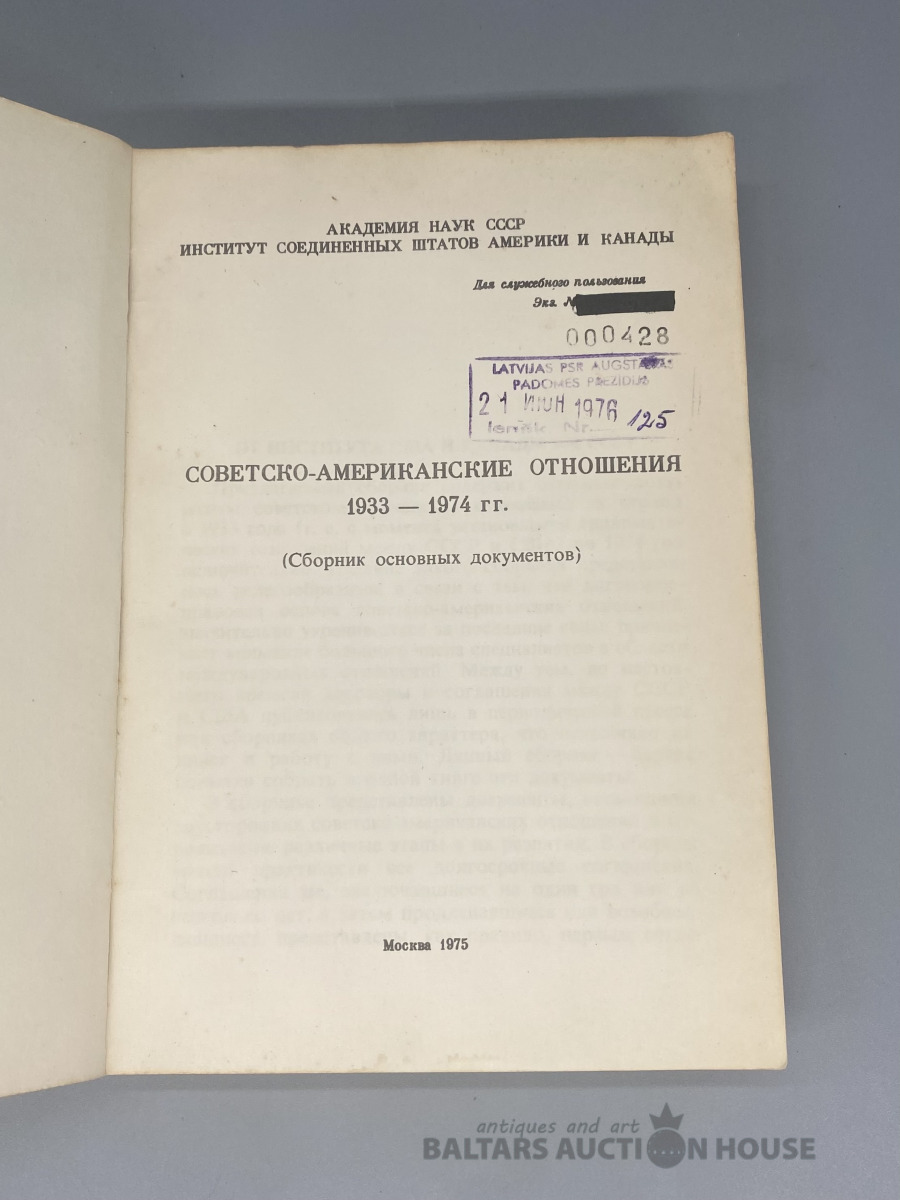 АКАДЕМИЯ НАУК СССР
ИНСТИТУТ СОЕДИНЕННЫХ ШТАТОВ АМЕРИКИ И КАНАДЫ
Для служебного пользования
Экз. №
000428
LATVIJAS PSR AUGSTĀKĀS
PADOMES PREZIDIJS
21 ИЮН 1976
Ienāk Nr. 125
СОВЕТСКО-АМЕРИКАНСКИЕ ОТНОШЕНИЯ
1933 — 1974 гг.
(Сборник основных документов)
Москва 1975
antiques and art
BALTARS AUCTION HOUSE